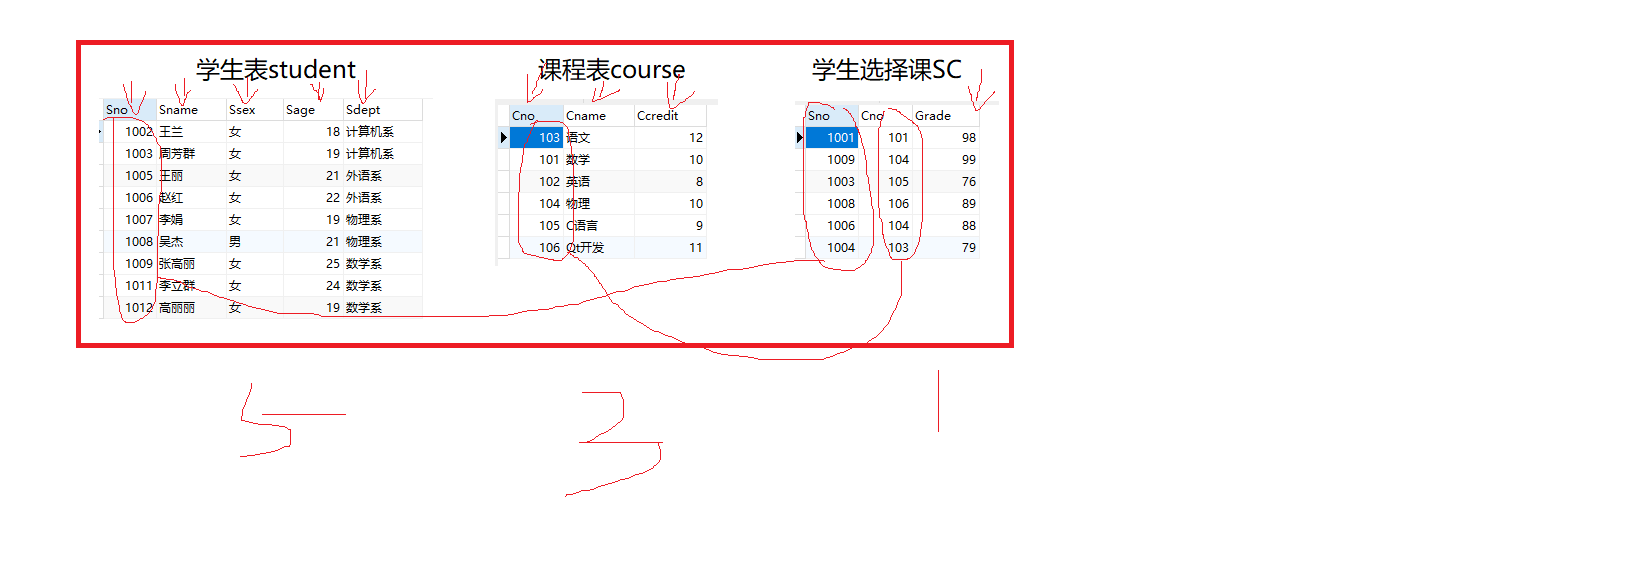 学生表student
Sno Sname Ssex Sage Sdept
1002 王兰 女 18 计算机系
1003 周芳群 女 19 计算机系
1005 王丽 女 21 外语系
1006 赵红 女 22 外语系
1007 李娟 女 19 物理系
1008 吴杰 男 21 物理系
1009 张高丽 女 25 数学系
1011 李立群 女 24 数学系
1012 高丽丽 女 19 数学系
课程表course
Cno Cname Ccredit
103 语文 12
101 数学 10
102 英语 8
104 物理 10
105 C语言 9
106 Qt开发 11
学生选择课SC
Sno Cno Grade
1001 101 98
1009 104 99
1003 105 76
1008 106 89
1006 104 88
1004 103 79
5 3 1